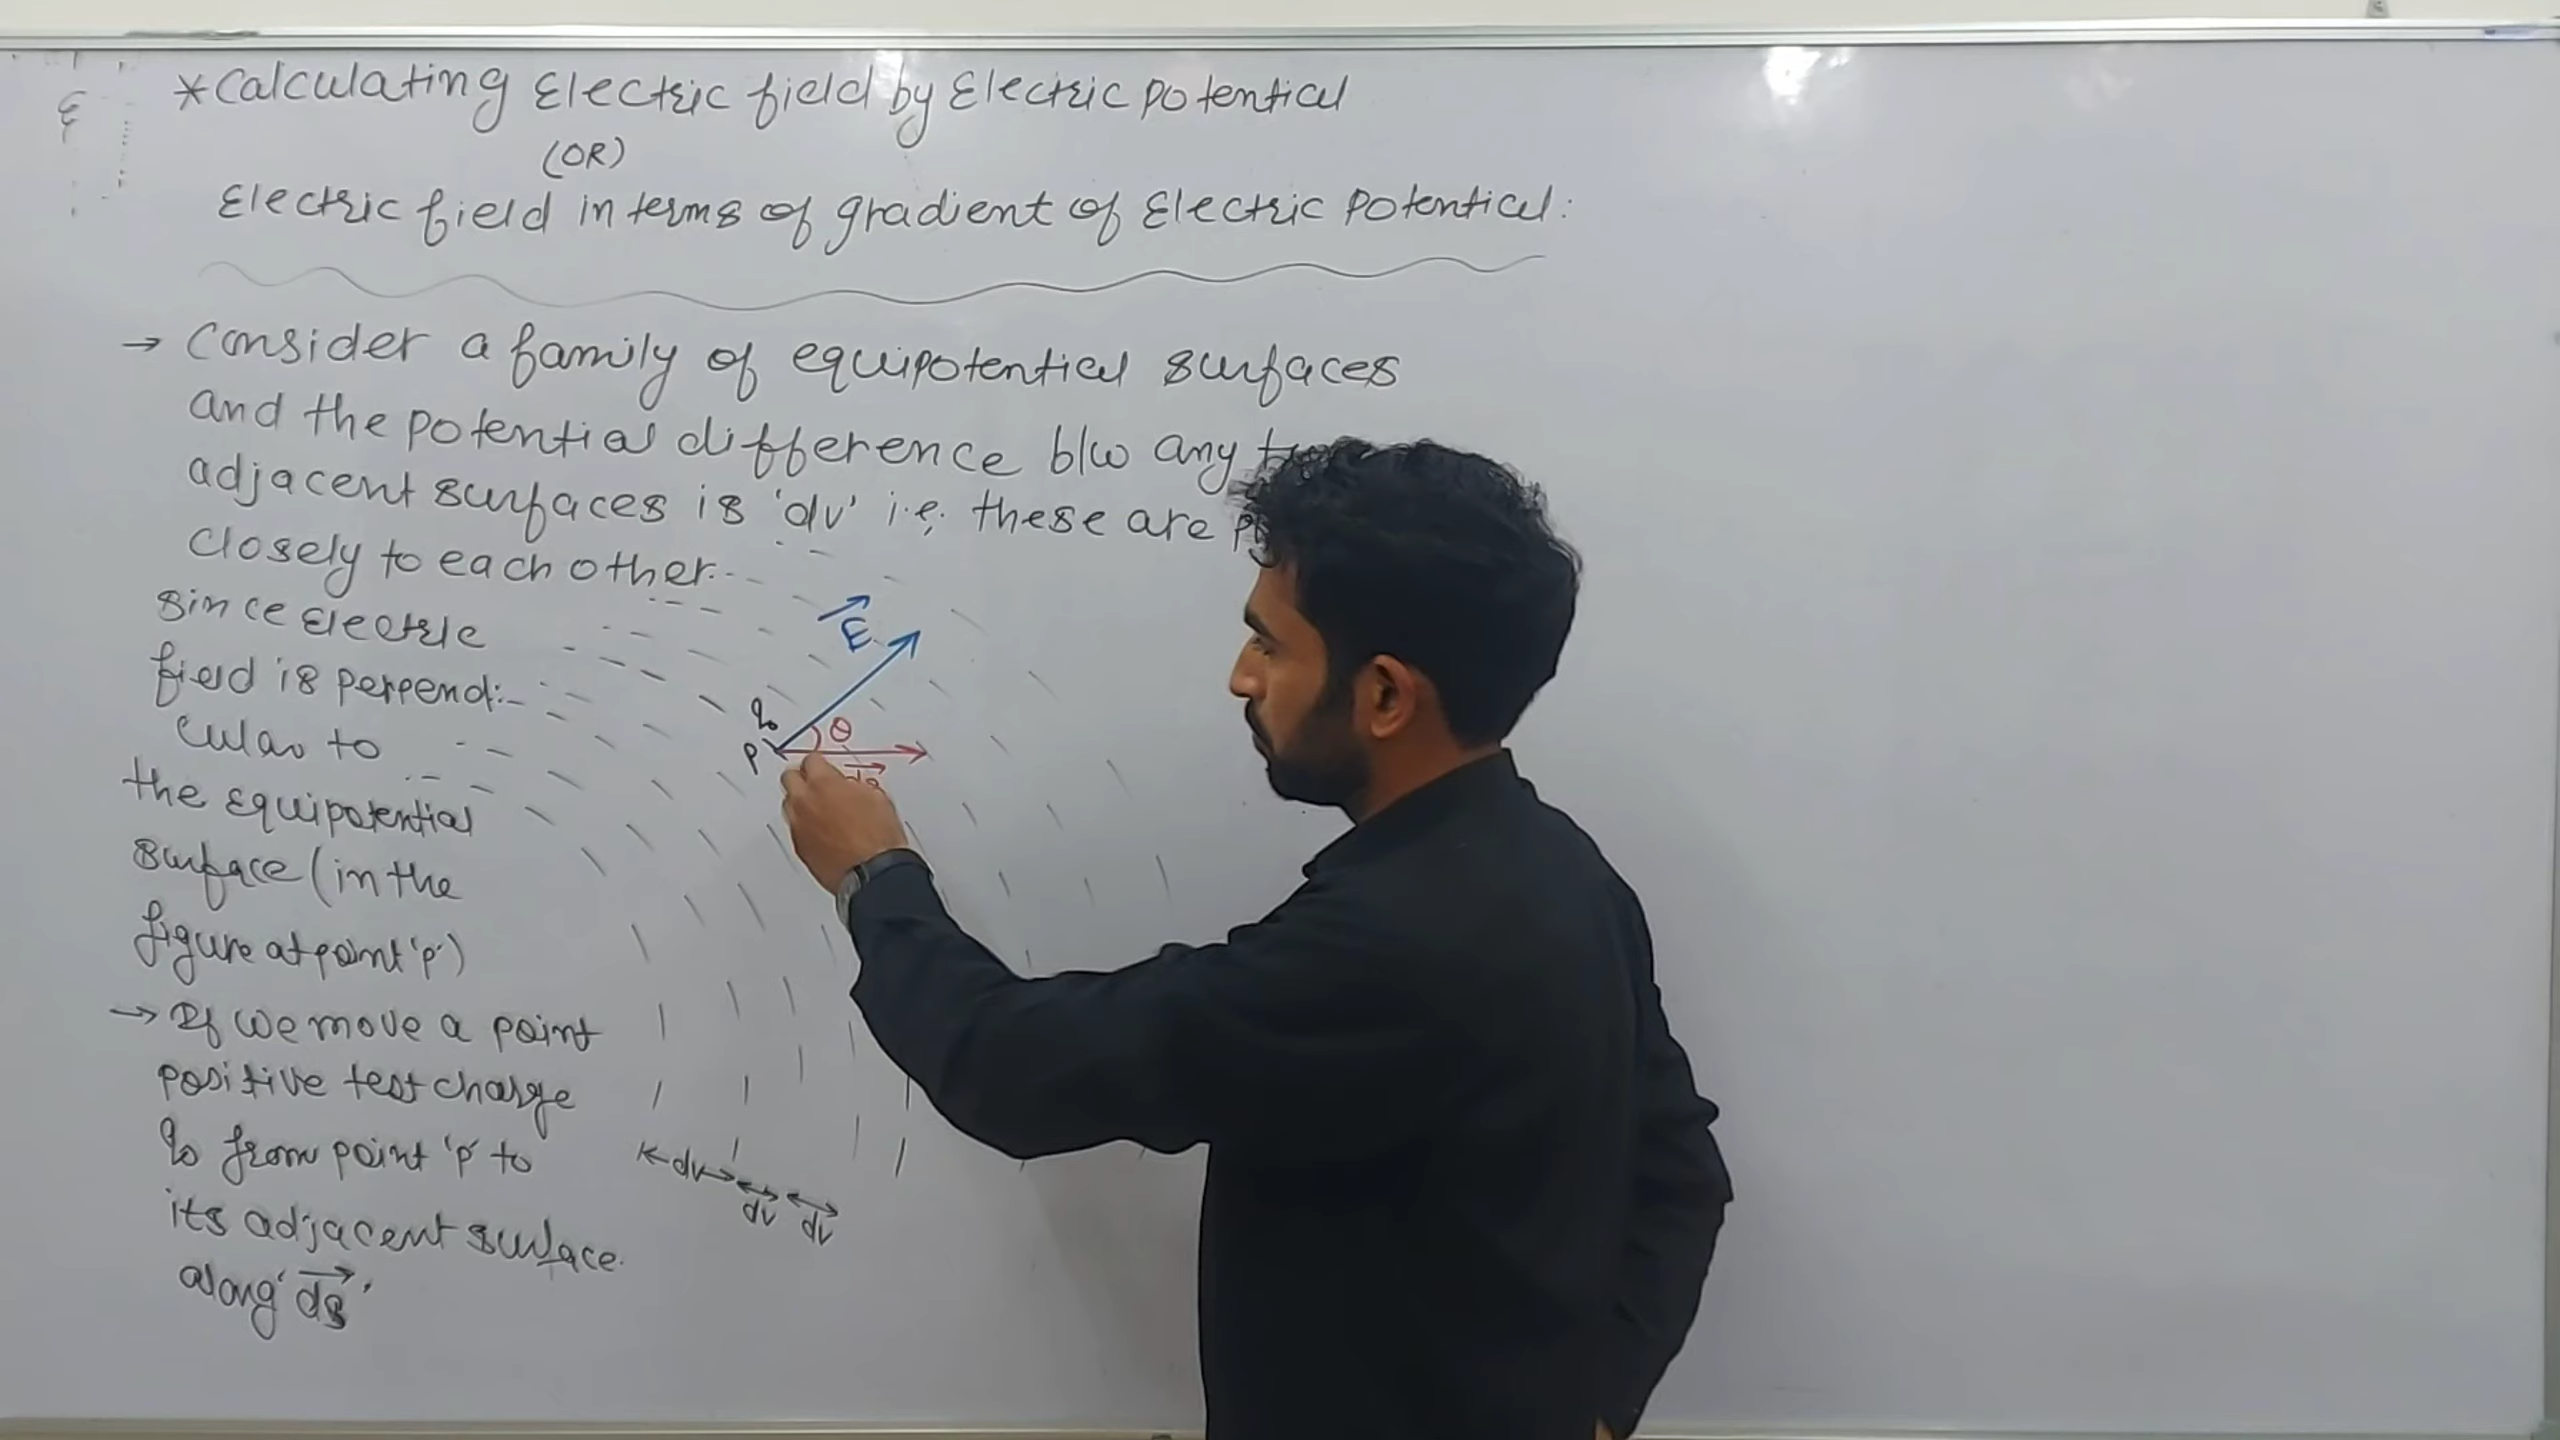 *Calculating Electric field by Electric potential
(OR)
Electric field in terms of gradient of Electric Potential:
→ Consider a family of equipotential surfaces
and the potential difference b/w any
adjacent surfaces is 'dv' i.e; these are
closely to each other.
since Electric
field is perpend:-
cular to
the equipotential
surface (in the
figure at point 'p')
→ If we move a point
positive test charge
q₀ from point 'p' to
its adjacent surface.
along 'ds'
E
q₀
θ
p
ds
dv
dv
dv